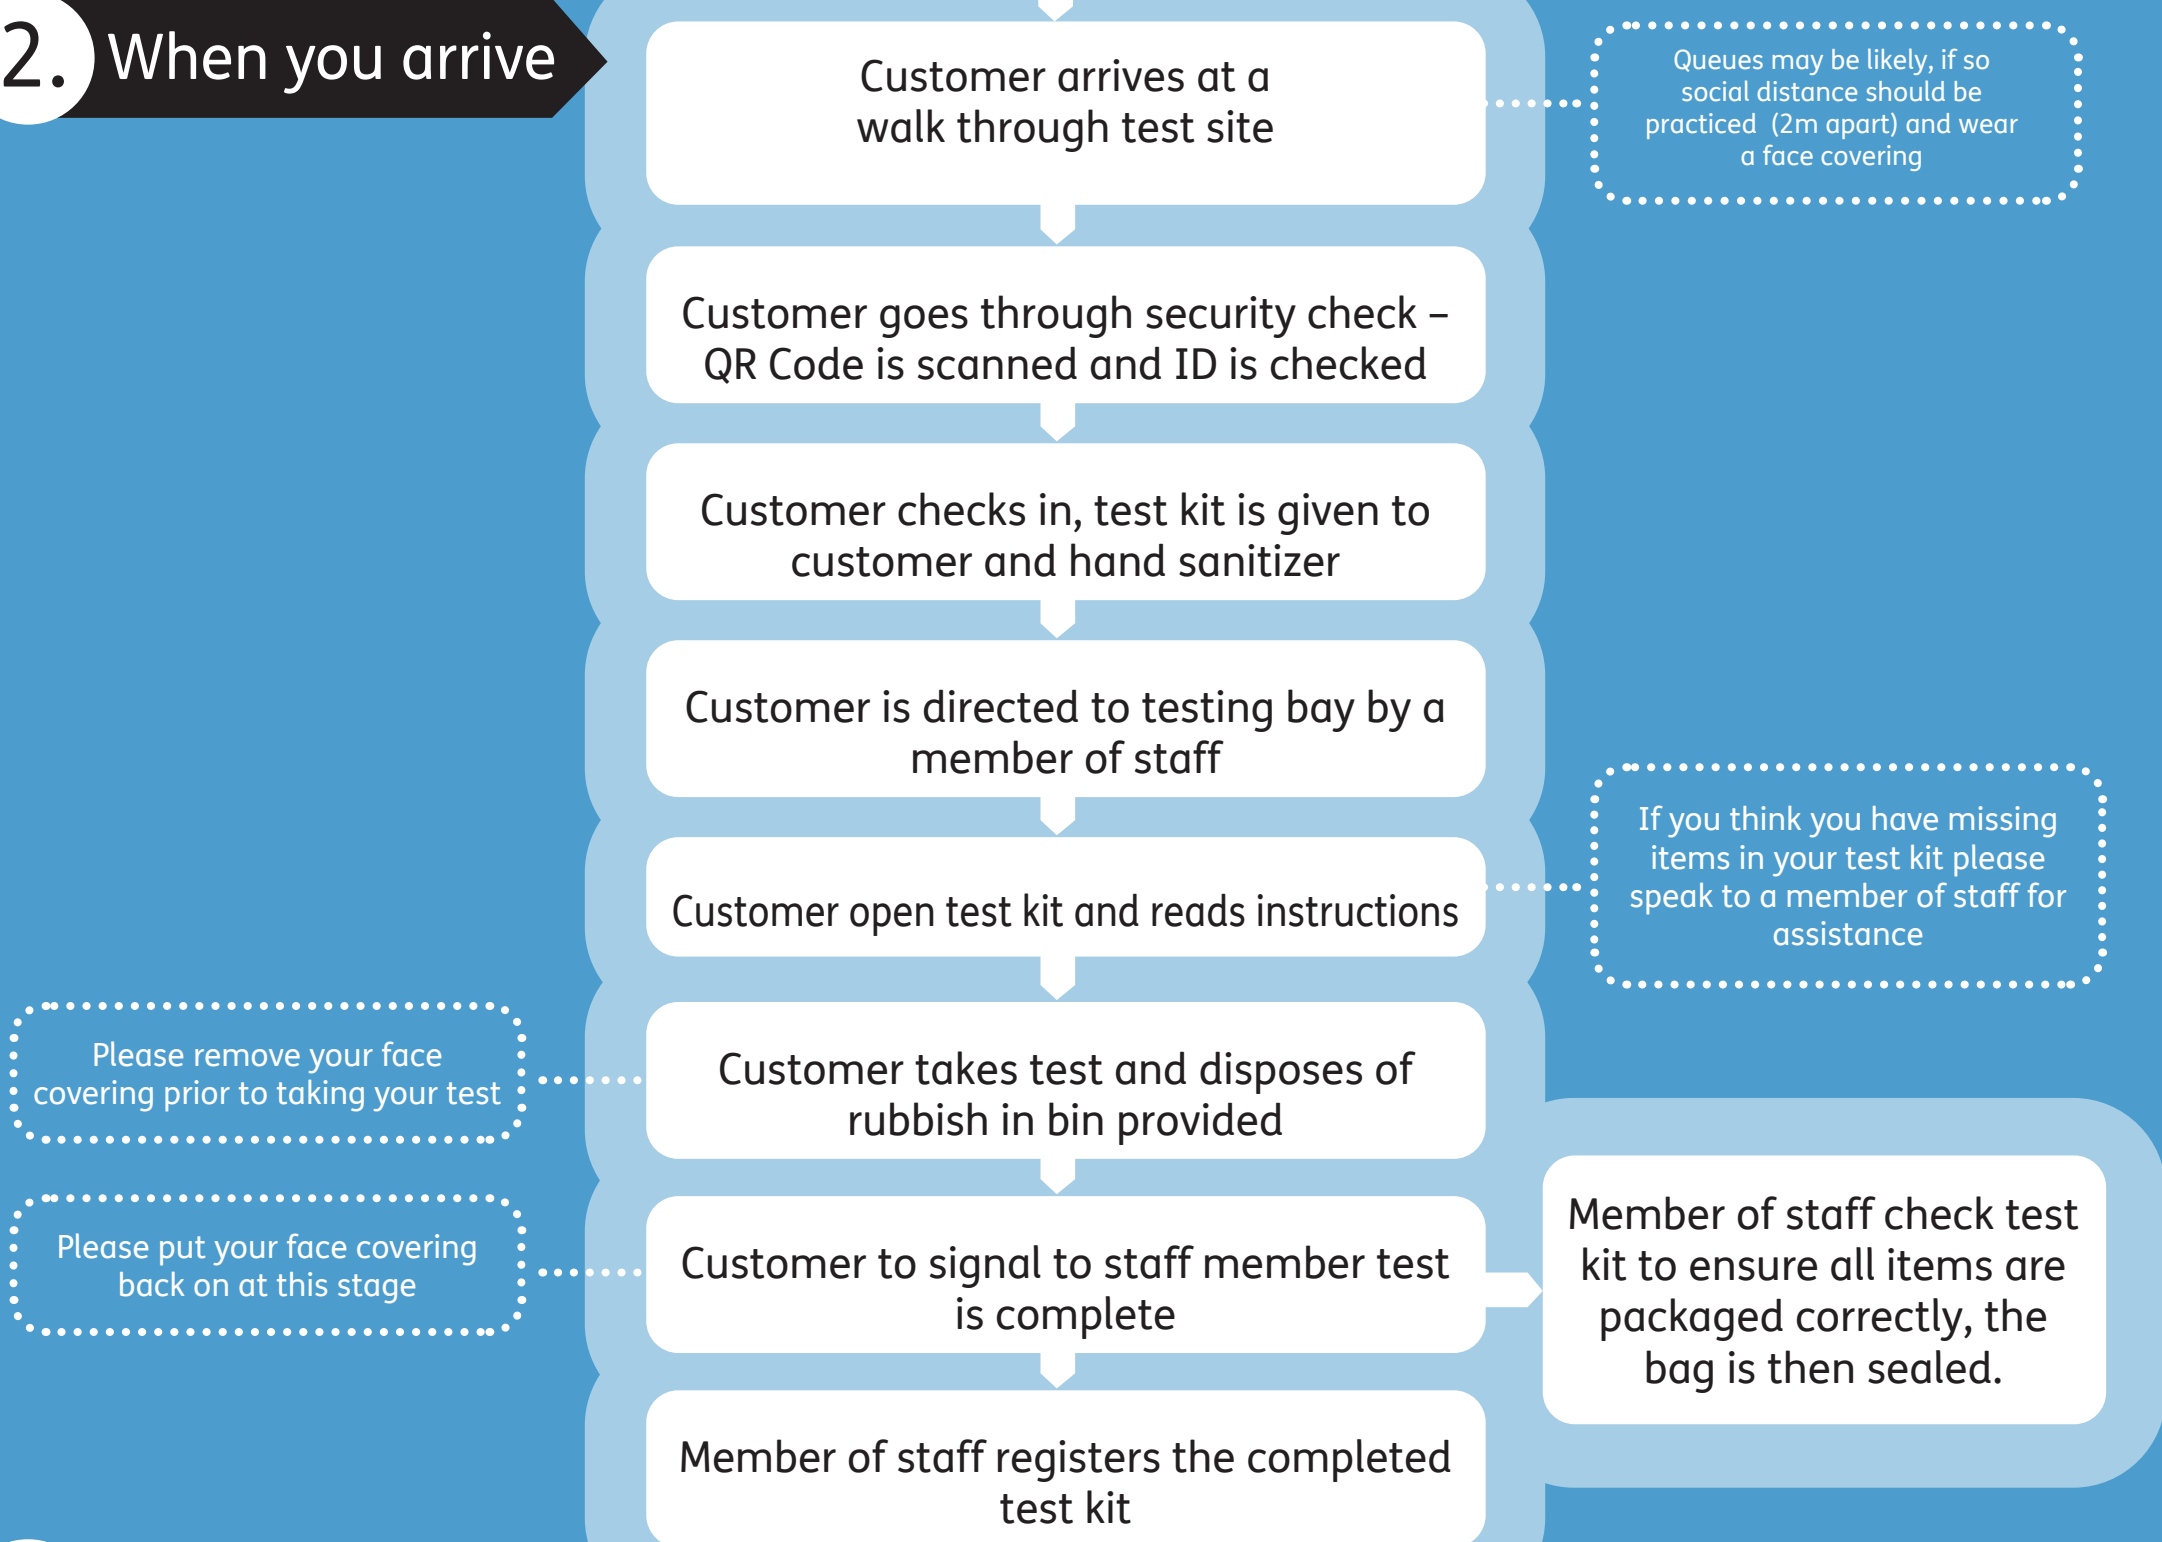 2.
When you arrive
Customer arrives at a
walk through test site
Queues may be likely, if so
social distance should be
practiced  (2m apart) and wear
a face covering
Customer goes through security check –
QR Code is scanned and ID is checked
Customer checks in, test kit is given to
customer and hand sanitizer
Customer is directed to testing bay by a
member of staff
Customer open test kit and reads instructions
If you think you have missing
items in your test kit please
speak to a member of staff for
assistance
Please remove your face
covering prior to taking your test
Customer takes test and disposes of
rubbish in bin provided
Please put your face covering
back on at this stage
Customer to signal to staff member test
is complete
Member of staff check test
kit to ensure all items are
packaged correctly, the
bag is then sealed.
Member of staff registers the completed
test kit